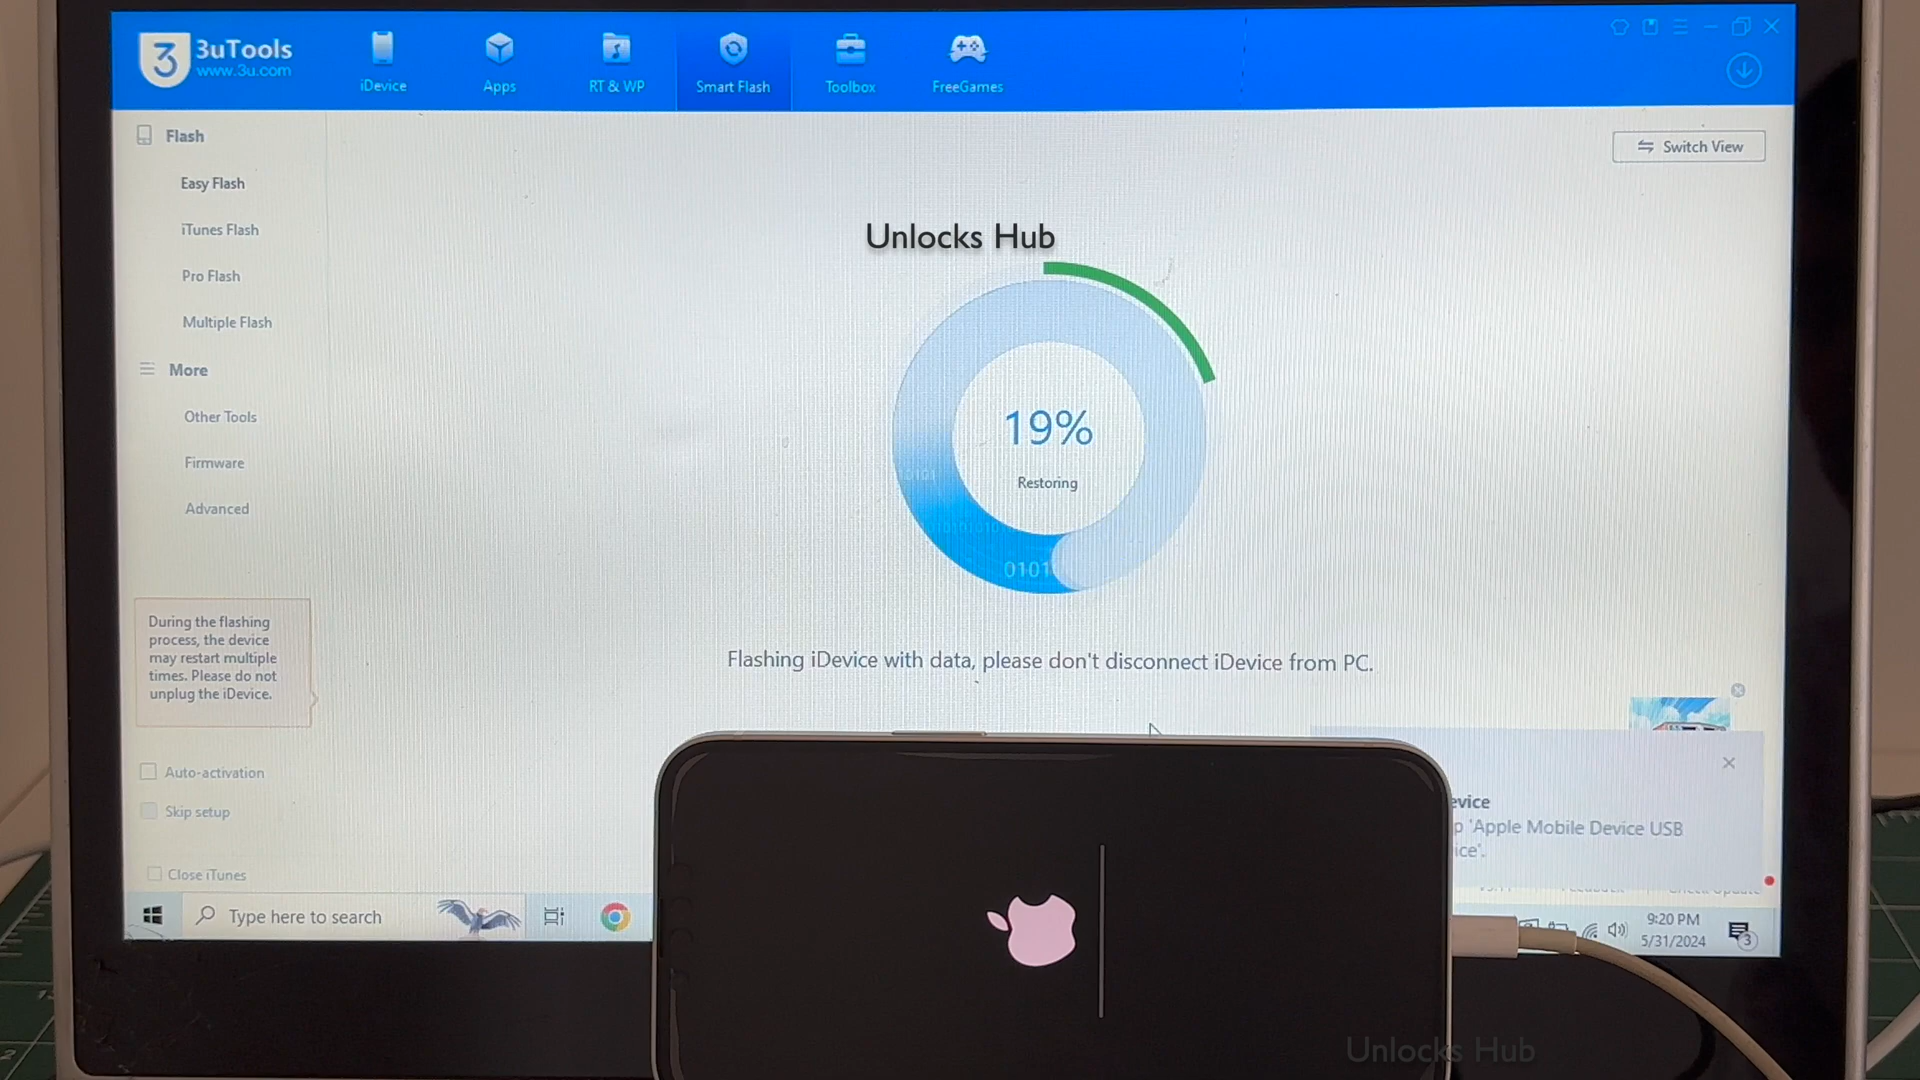 3 3uTools
www.3u.com
iDevice
Apps
RT & WP
Smart Flash
Toolbox
FreeGames
Flash
Easy Flash
iTunes Flash
Pro Flash
Multiple Flash
More
Other Tools
Firmware
Advanced
Switch View
Unlocks Hub
19%
Restoring
0101
Flashing iDevice with data, please don't disconnect iDevice from PC.
During the flashing
process, the device
may restart multiple
times. Please do not
unplug the iDevice.
Auto-activation
Skip setup
Close iTunes
'Apple Mobile Device USB
Type here to search
9:20 PM
5/31/2024
3
Unlocks Hub